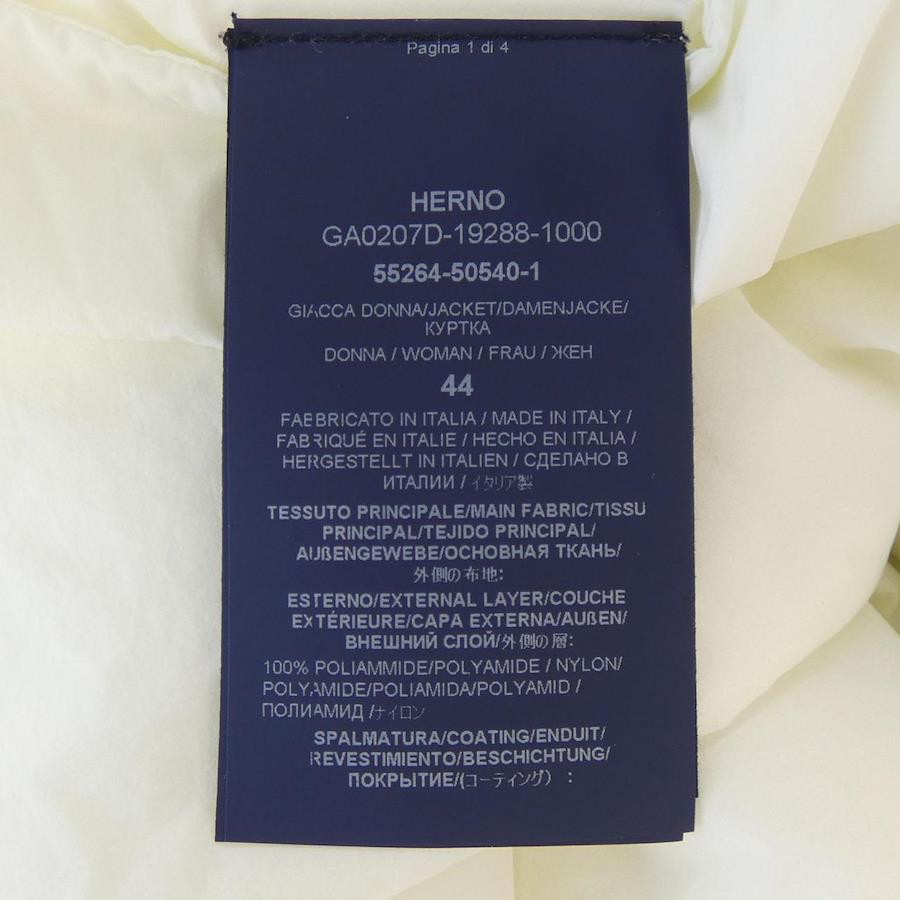 Pagina 1 di 4
HERNO
GA0207D-19288-1000
55264-50540-1
GIACCA DONNA/JACKET/DAMENJACKE/
КУРТКА
DONNA / WOMAN / FRAU / ЖЕН
44
FABBRICATO IN ITALIA / MADE IN ITALY /
FABRIQUÉ EN ITALIE / HECHO EN ITALIA /
HERGESTELLT IN ITALIEN / СДЕЛАНО В
ИТАЛИИ / イタリア製
TESSUTO PRINCIPALE/MAIN FABRIC/TISSU
PRINCIPAL/TEJIDO PRINCIPAL/
AUßENGEWEBE/ОСНОВНАЯ ТКАНЬ/
外側の布地:
ESTERNO/EXTERNAL LAYER/COUCHE
EXTÉRIEURE/CAPA EXTERNA/AUßEN/
ВНЕШНИЙ СЛОЙ/外側の層:
100% POLIAMMIDE/POLYAMIDE / NYLON/
POLYAMIDE/POLIAMIDA/POLYAMID /
ПОЛИАМИД /ナイロン
SPALMATURA/COATING/ENDUIT/
REVESTIMIENTO/BESCHICHTUNG/
ПОКРЫТИЕ/(コーティング） :